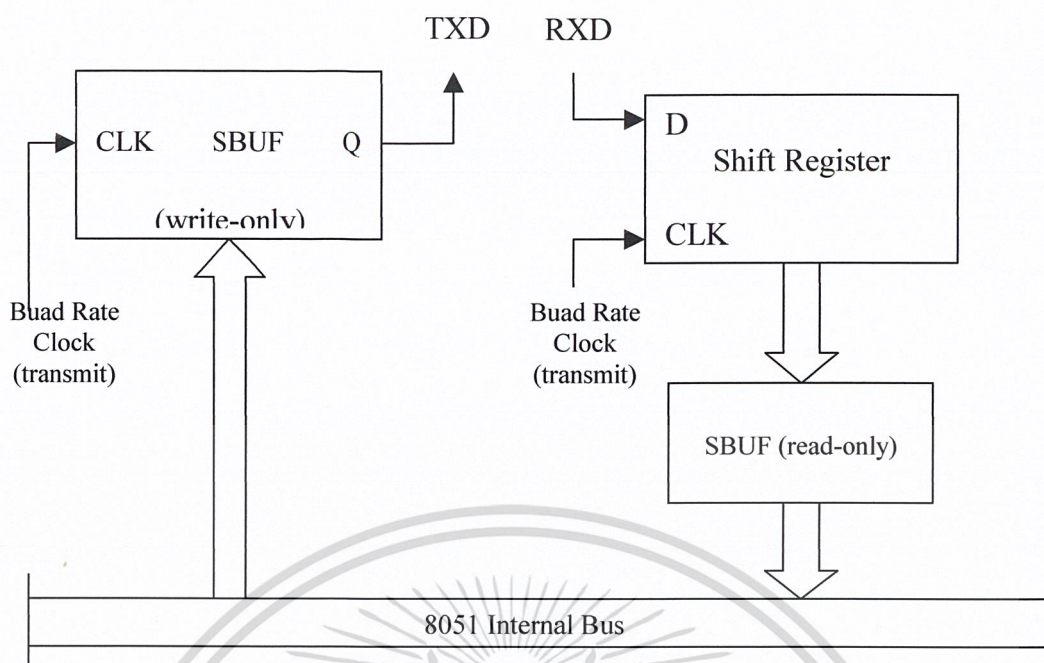 TXD RXD
CLK SBUF Q
(write-only)
D
Shift Register
CLK
Buad Rate
Clock
(transmit)
Buad Rate
Clock
(transmit)
SBUF (read-only)
8051 Internal Bus